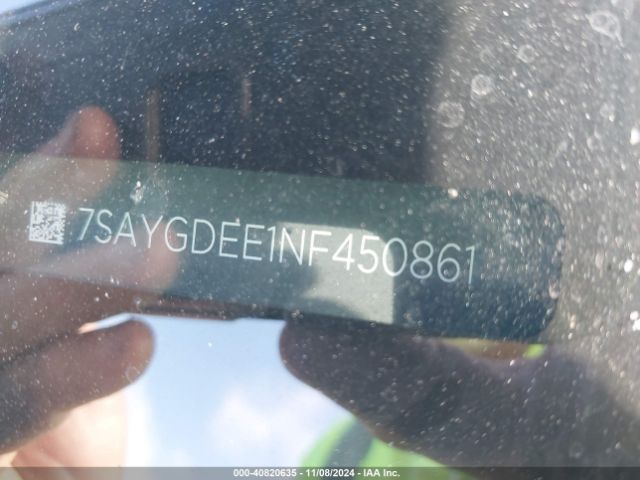 7SAYGDEE1NF450861
000-40820635 - 11/08/2024 - IAA Inc.